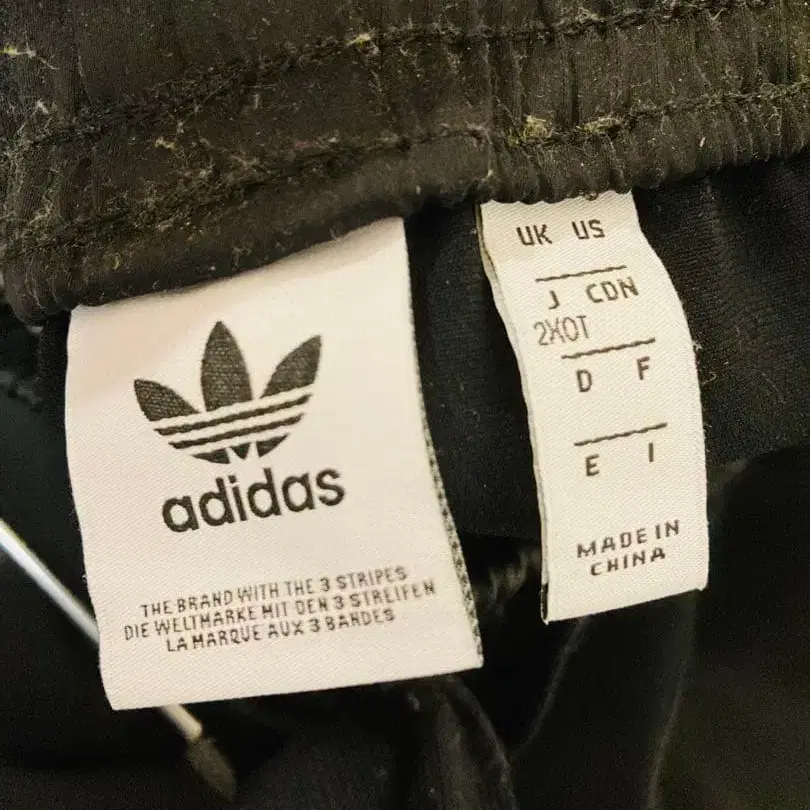 adidas
THE BRAND WITH THE 3 STRIPES
DIE WELTMARKE MIT DEN 3 STREIFEN
LA MARQUE AUX 3 BANDES
UK US
J CDN
2XOT
D F
E I
MADE IN
CHINA